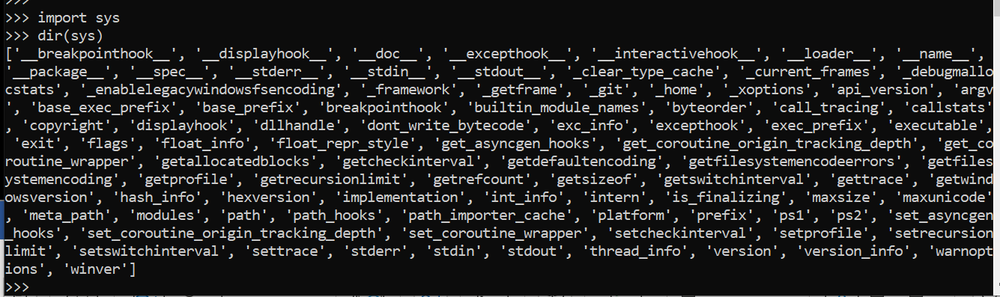 >>>
>>> import sys
>>> dir(sys)
['__breakpointhook__', '__displayhook__', '__doc__', '__excepthook__', '__interactivehook__', '__loader__', '__name__',
'__package__', '__spec__', '__stderr__', '__stdin__', '__stdout__', '_clear_type_cache', '_current_frames', '_debugmallo
cstats', '_enablelegacywindowsfsencoding', '_framework', '_getframe', '_git', '_home', '_xoptions', 'api_version', 'argv
', 'base_exec_prefix', 'base_prefix', 'breakpointhook', 'builtin_module_names', 'byteorder', 'call_tracing', 'callstats'
, 'copyright', 'displayhook', 'dllhandle', 'dont_write_bytecode', 'exc_info', 'excepthook', 'exec_prefix', 'executable',
'exit', 'flags', 'float_info', 'float_repr_style', 'get_asyncgen_hooks', 'get_coroutine_origin_tracking_depth', 'get_co
routine_wrapper', 'getallocatedblocks', 'getcheckinterval', 'getdefaultencoding', 'getfilesystemencodeerrors', 'getfiles
ystemencoding', 'getprofile', 'getrecursionlimit', 'getrefcount', 'getsizeof', 'getswitchinterval', 'gettrace', 'getwind
owsversion', 'hash_info', 'hexversion', 'implementation', 'int_info', 'intern', 'is_finalizing', 'maxsize', 'maxunicode'
, 'meta_path', 'modules', 'path', 'path_hooks', 'path_importer_cache', 'platform', 'prefix', 'ps1', 'ps2', 'set_asyncgen
_hooks', 'set_coroutine_origin_tracking_depth', 'set_coroutine_wrapper', 'setcheckinterval', 'setprofile', 'setrecursion
limit', 'setswitchinterval', 'settrace', 'stderr', 'stdin', 'stdout', 'thread_info', 'version', 'version_info', 'warnopt
ions', 'winver']
>>>